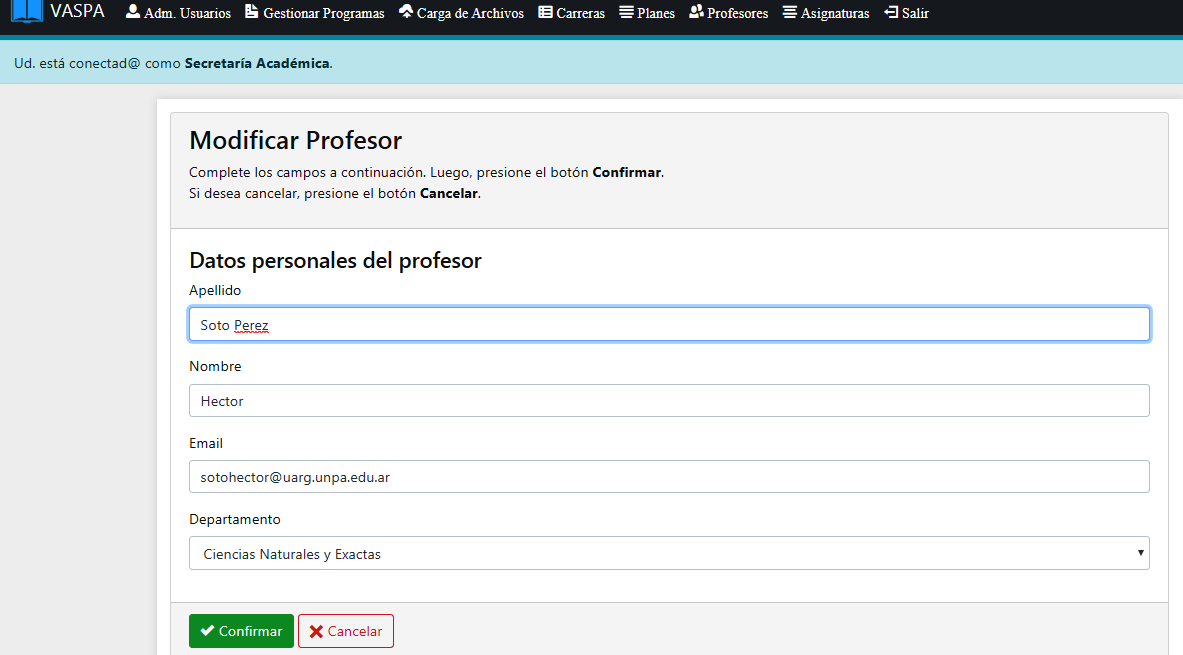 VASPA Adm. Usuarios Gestionar Programas Carga de Archivos Carreras Planes Profesores Asignaturas Salir
Ud. está conectad@ como Secretaría Académica.
Modificar Profesor
Complete los campos a continuación. Luego, presione el botón Confirmar.
Si desea cancelar, presione el botón Cancelar.
Datos personales del profesor
Apellido
Soto Perez
Nombre
Hector
Email
sotohector@uarg.unpa.edu.ar
Departamento
Ciencias Naturales y Exactas
Confirmar Cancelar